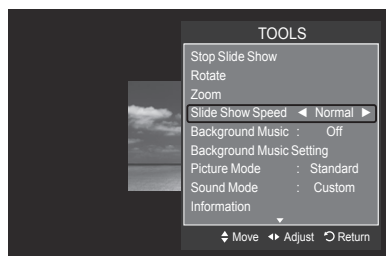 TOOLS
Stop Slide Show
Rotate
Zoom
Slide Show Speed ◀ Normal ▶
Background Music : Off
Background Music Setting
Picture Mode : Standard
Sound Mode : Custom
Information
Move Adjust Return